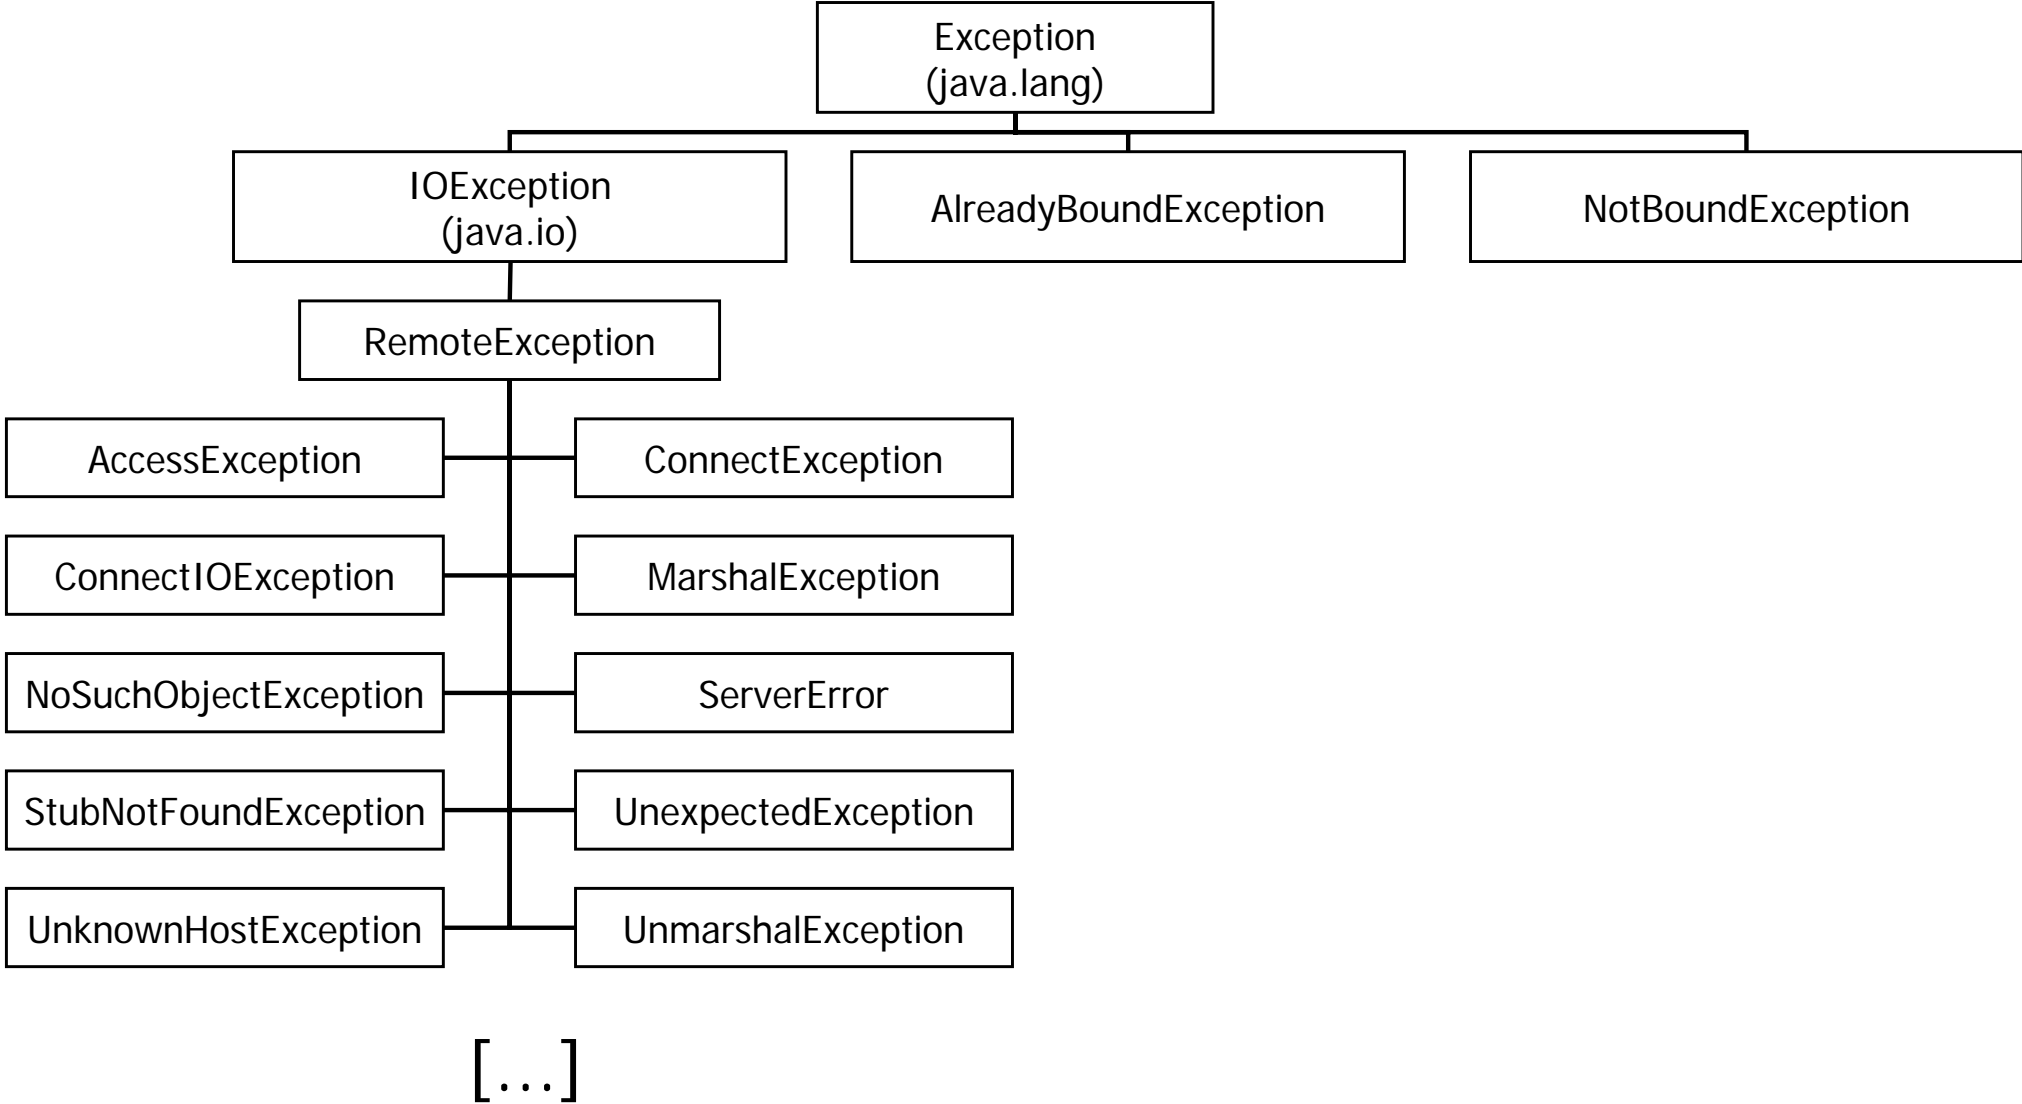 Exception
(java.lang)
IOException
(java.io)
AlreadyBoundException
NotBoundException
RemoteException
AccessException
ConnectException
ConnectIOException
MarshalException
NoSuchObjectException
ServerError
StubNotFoundException
UnexpectedException
UnknownHostException
UnmarshalException
[...]